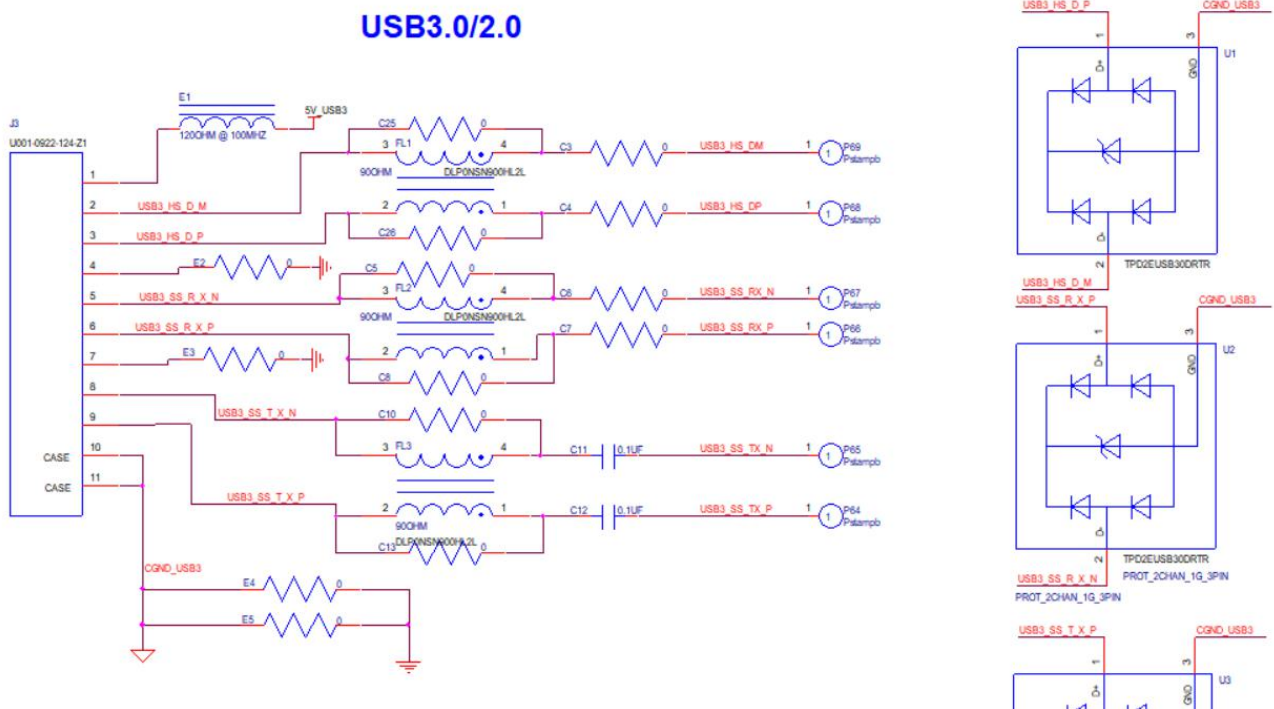 USB3.0/2.0
J3
U001-0922-124-Z1
1
2
3
4
5
6
7
8
9
10
11
CASE
CASE
E1
120OHM @ 100MHZ
5V_USB3
USB3_HS_D_M
USB3_HS_D_P
E2 0
USB3_SS_R_X_N
USB3_SS_R_X_P
E3 0
USB3_SS_T_X_N
USB3_SS_T_X_P
CGND_USB3
E4 0
E5 0
C25 0
3 FL1 4
90OHM DLP0NSN900HL2L
2 1
C26 0
C5 0
3 FL2 4
90OHM DLP0NSN900HL2L
2 1
C8 0
C10 0
3 FL3 4
2 1
90OHM
DLP0NSN900HL2L
C13 0
C3 0 USB3_HS_DM 1 1 P69
Pstampb
C4 0 USB3_HS_DP 1 1 P68
Pstampb
C6 0 USB3_SS_RX_N 1 1 P67
Pstampb
C7 0 USB3_SS_RX_P 1 1 P66
Pstampb
C11 0.1UF USB3_SS_TX_N 1 1 P65
Pstampb
C12 0.1UF USB3_SS_TX_P 1 1 P64
Pstampb
USB3_HS_D_P CGND_USB3
1 3
U1
D+ GND
D-
2 TPD2EUSB30DRTR
USB3_HS_D_M
USB3_SS_R_X_P CGND_USB3
1 3
U2
D+ GND
D-
2 TPD2EUSB30DRTR
USB3_SS_R_X_N PROT_2CHAN_1G_3PIN
PROT_2CHAN_1G_3PIN
USB3_SS_T_X_P CGND_USB3
1 3
U3
D+ GND